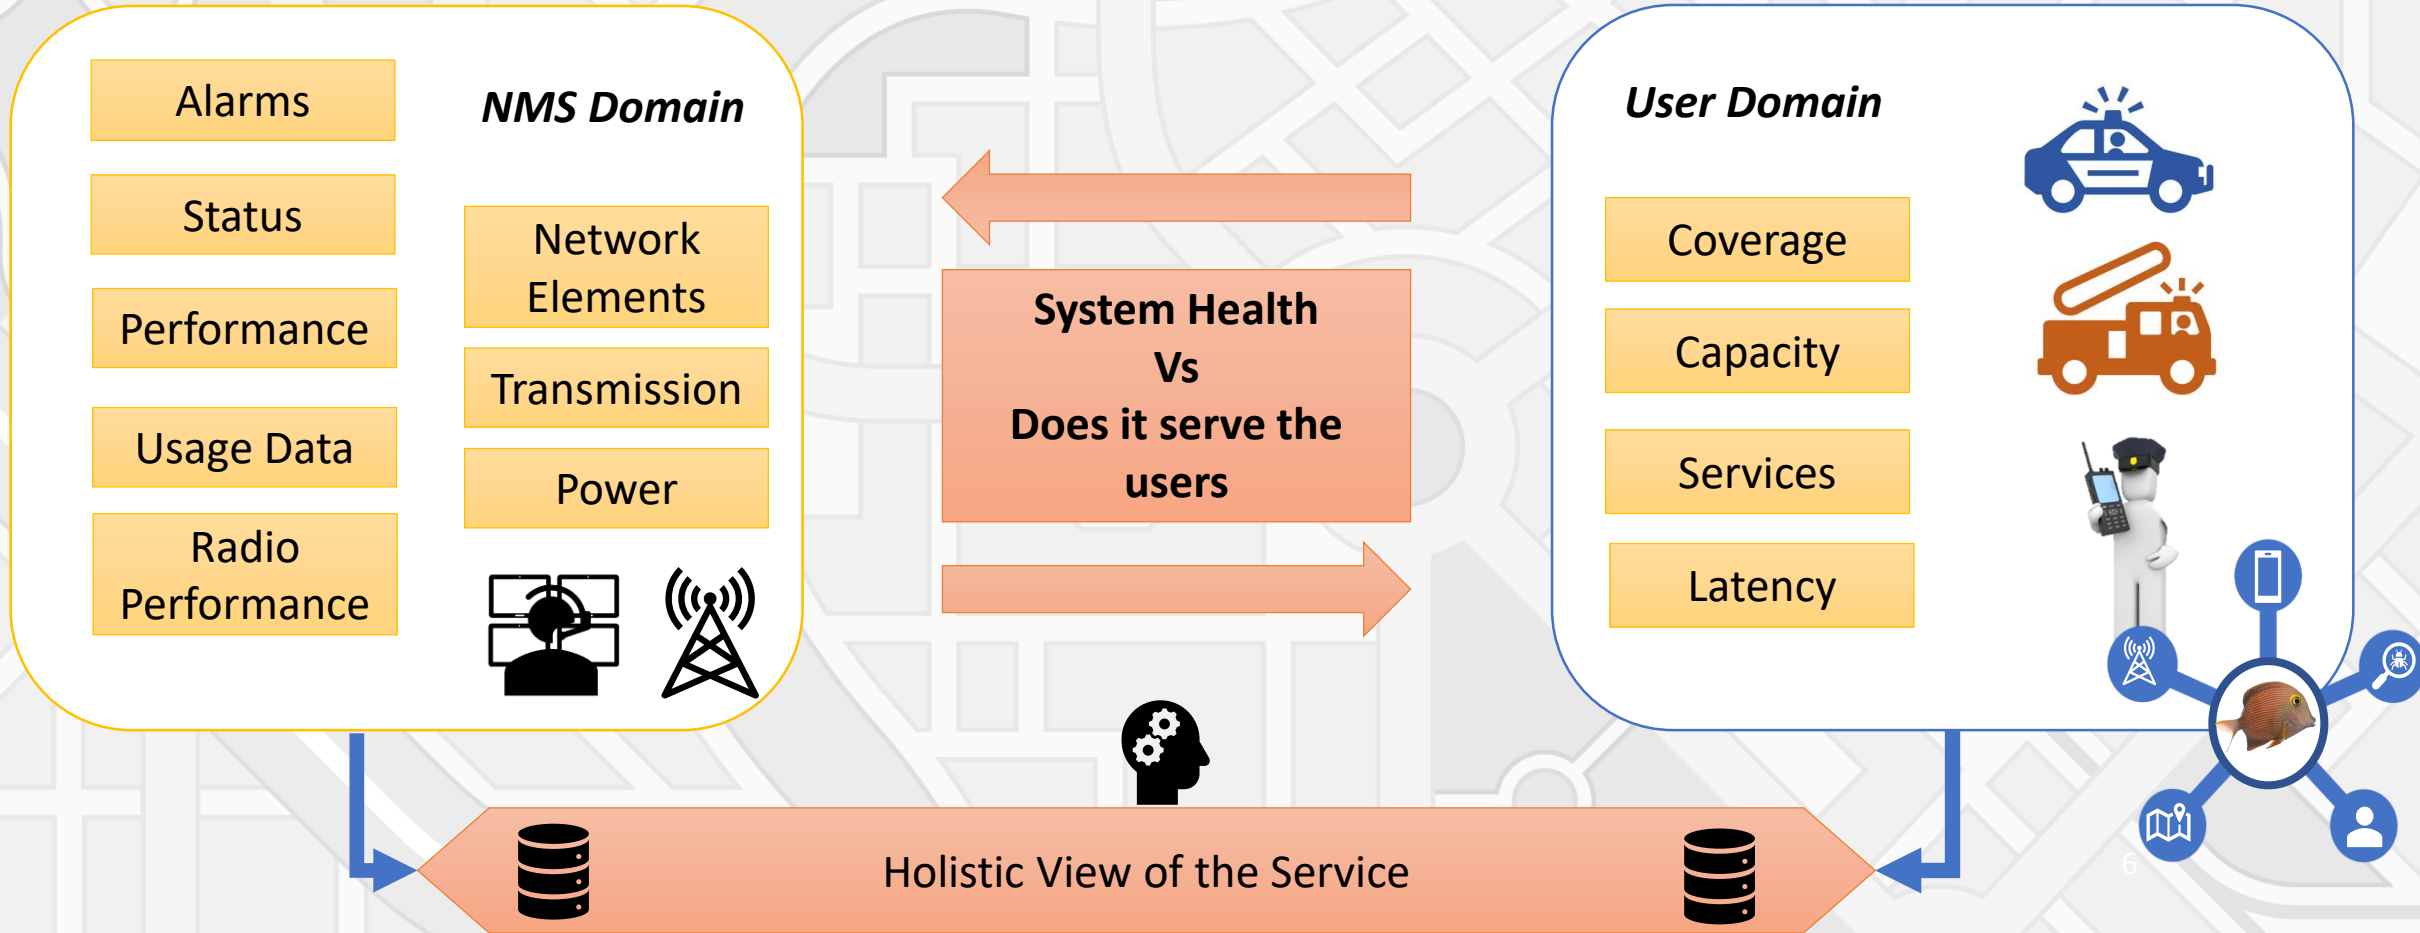 Alarms
Status
Performance
Usage Data
Radio
Performance
NMS Domain
Network
Elements
Transmission
Power
System Health
Vs
Does it serve the
users
User Domain
Coverage
Capacity
Services
Latency
Holistic View of the Service
6